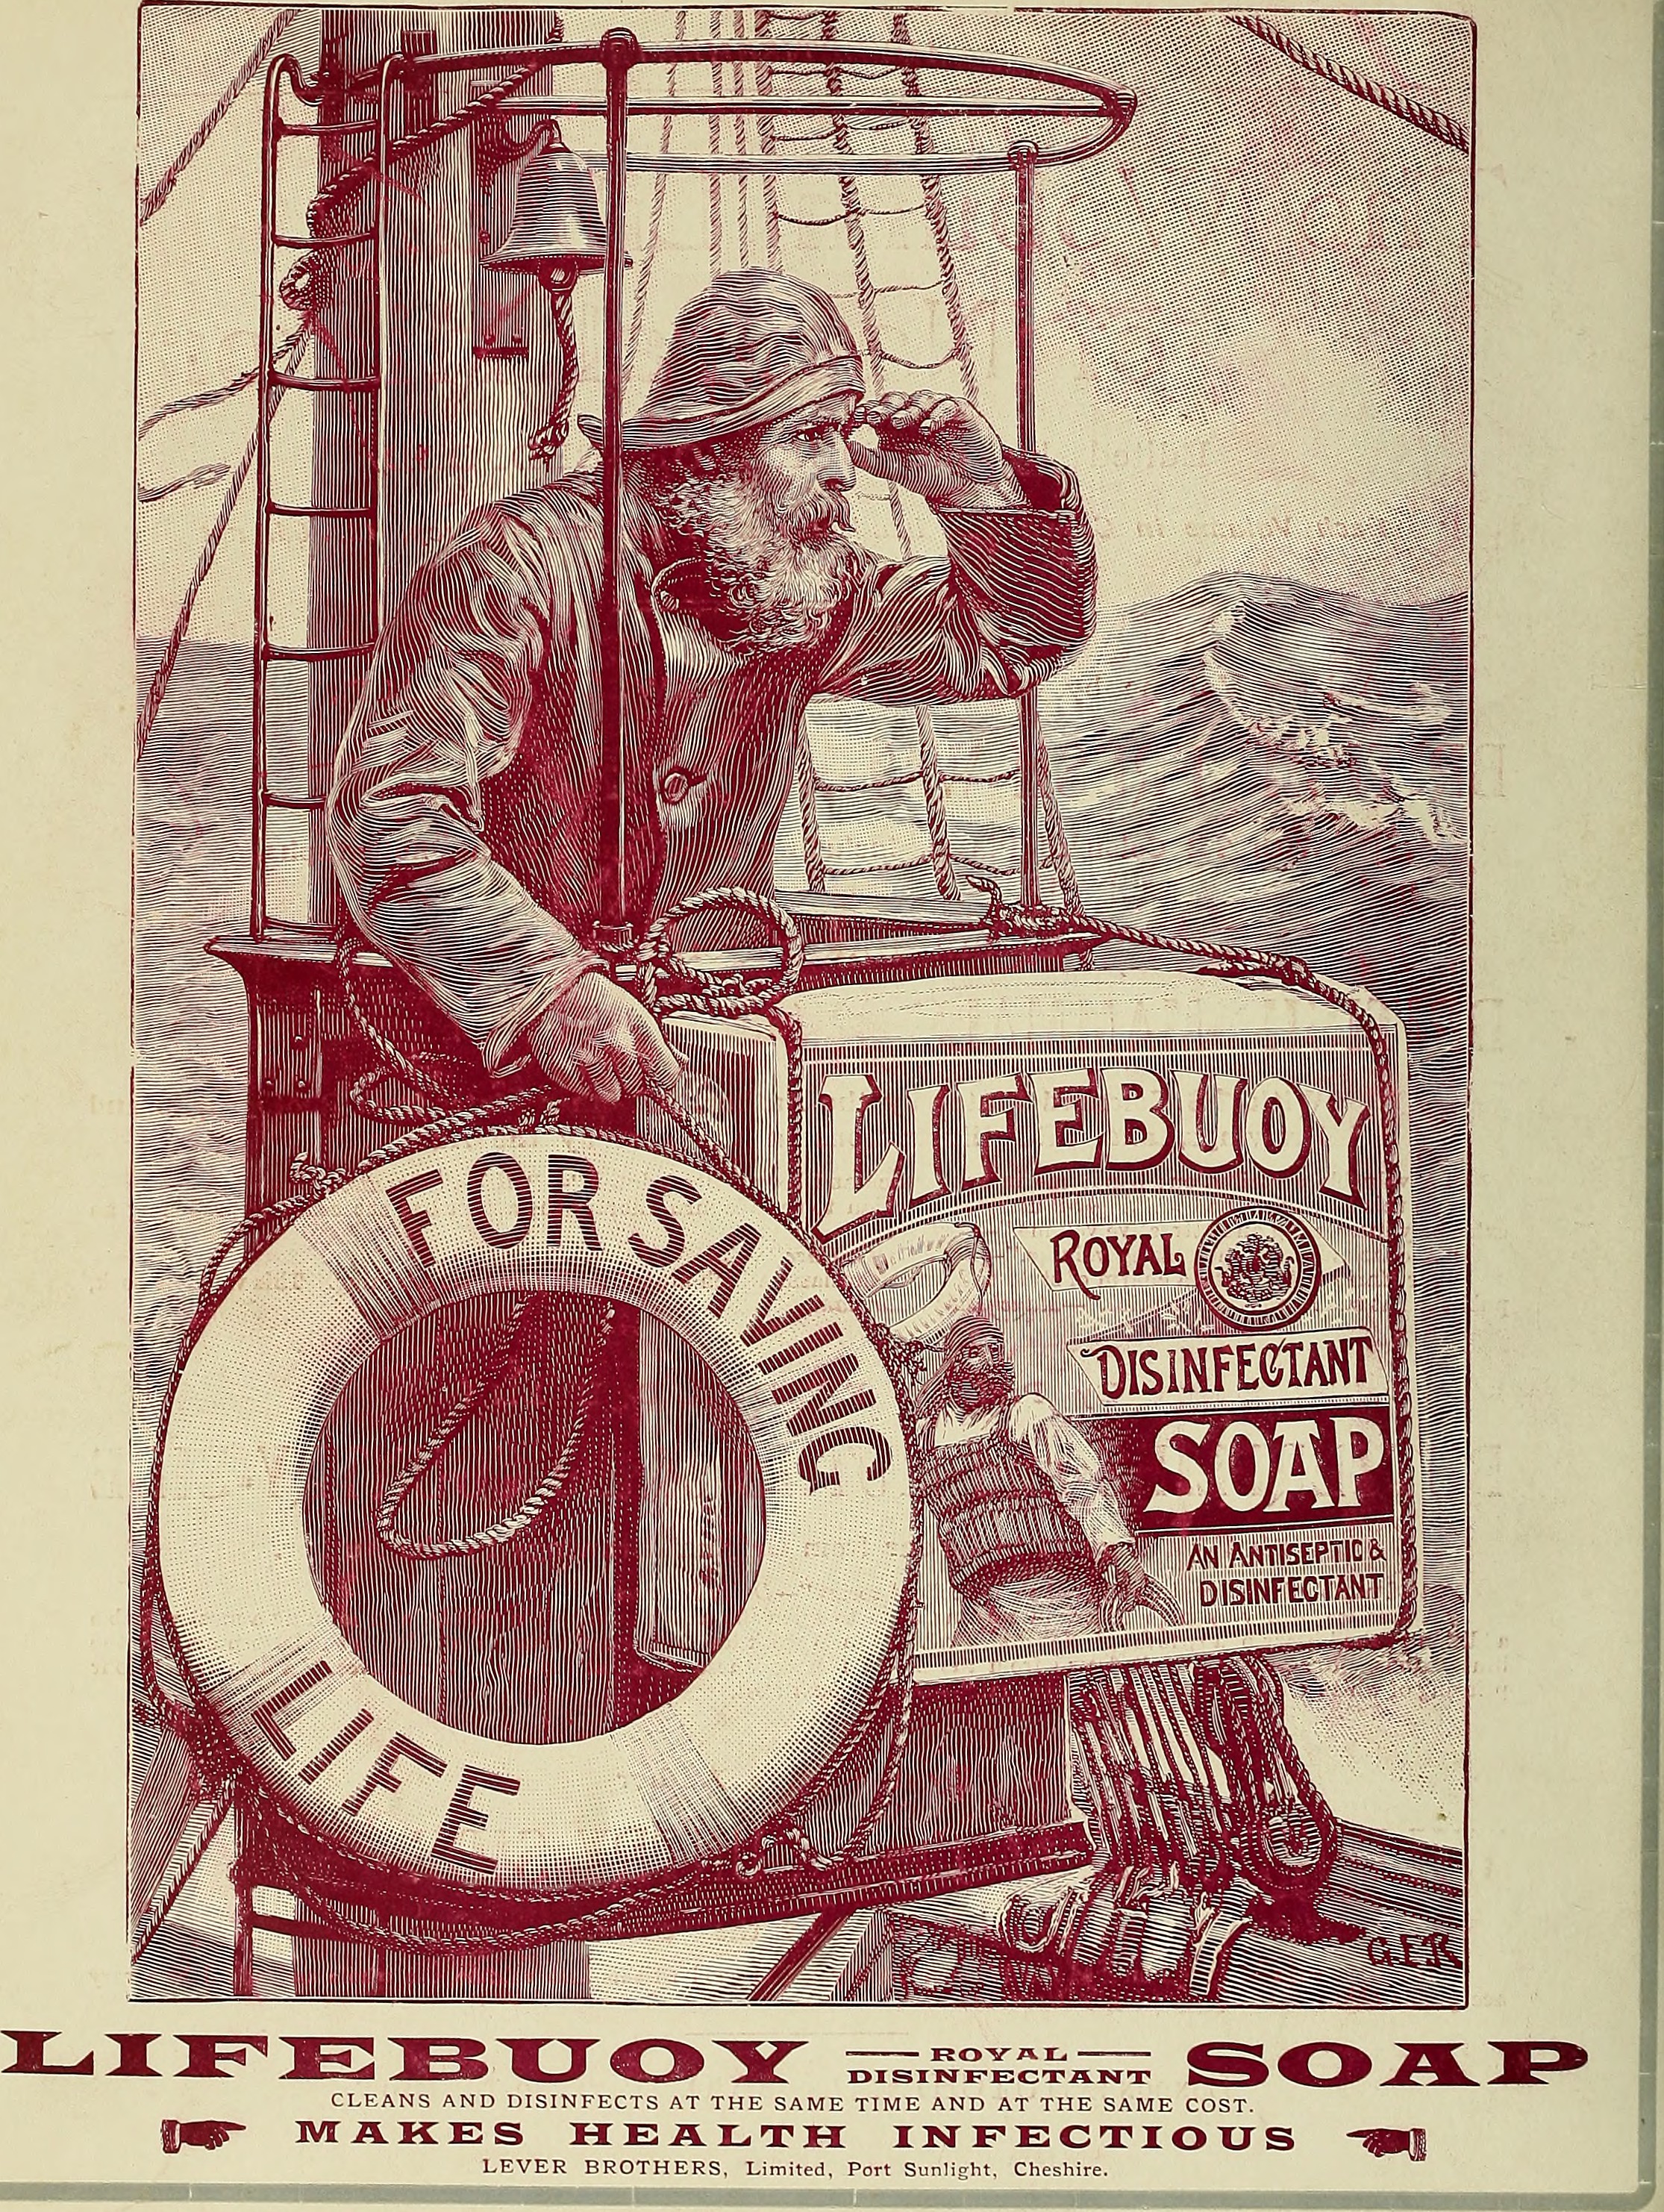 FOR SAVING
LIFE
LIFEBUOY
ROYAL
DISINFECTANT
SOAP
AN ANTISEPTIC &
DISINFECTANT
G.E.R
LIFEBUOY ROYAL DISINFECTANT SOAP
CLEANS AND DISINFECTS AT THE SAME TIME AND AT THE SAME COST.
MAKES HEALTH INFECTIOUS
LEVER BROTHERS, Limited, Port Sunlight, Cheshire.